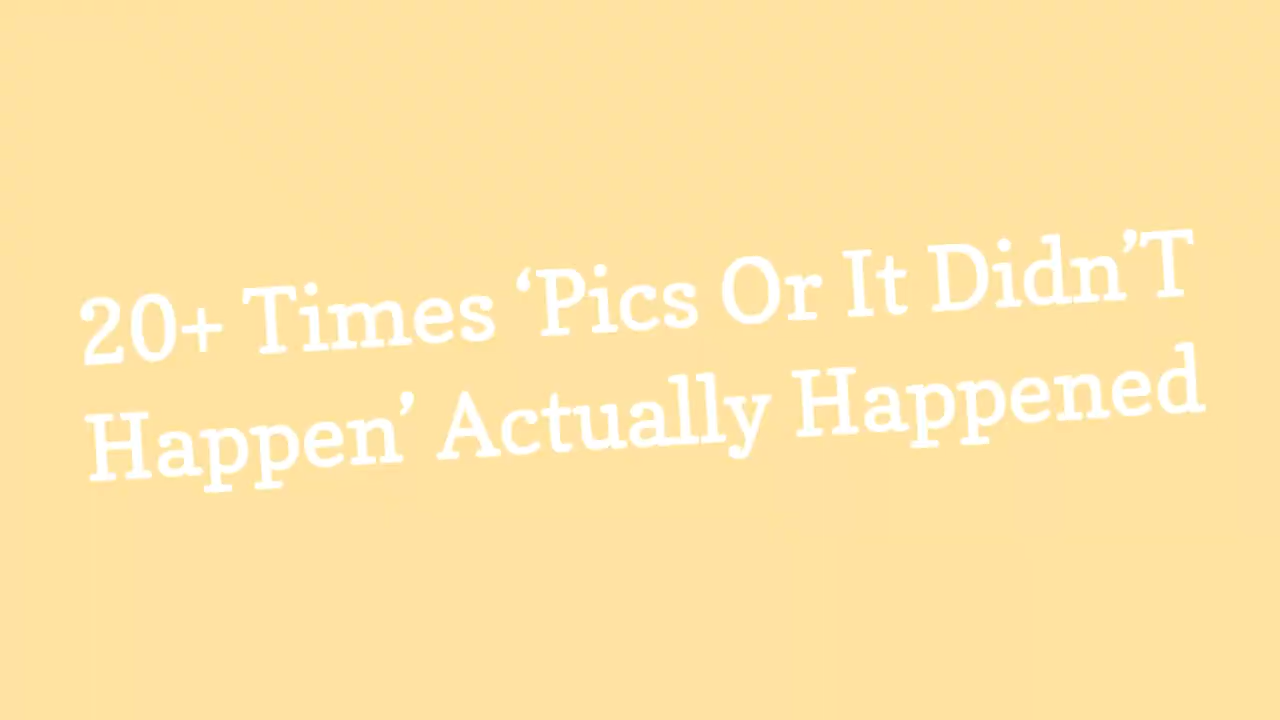 20+ Times ‘Pics Or It Didn’T
Happen’ Actually Happened